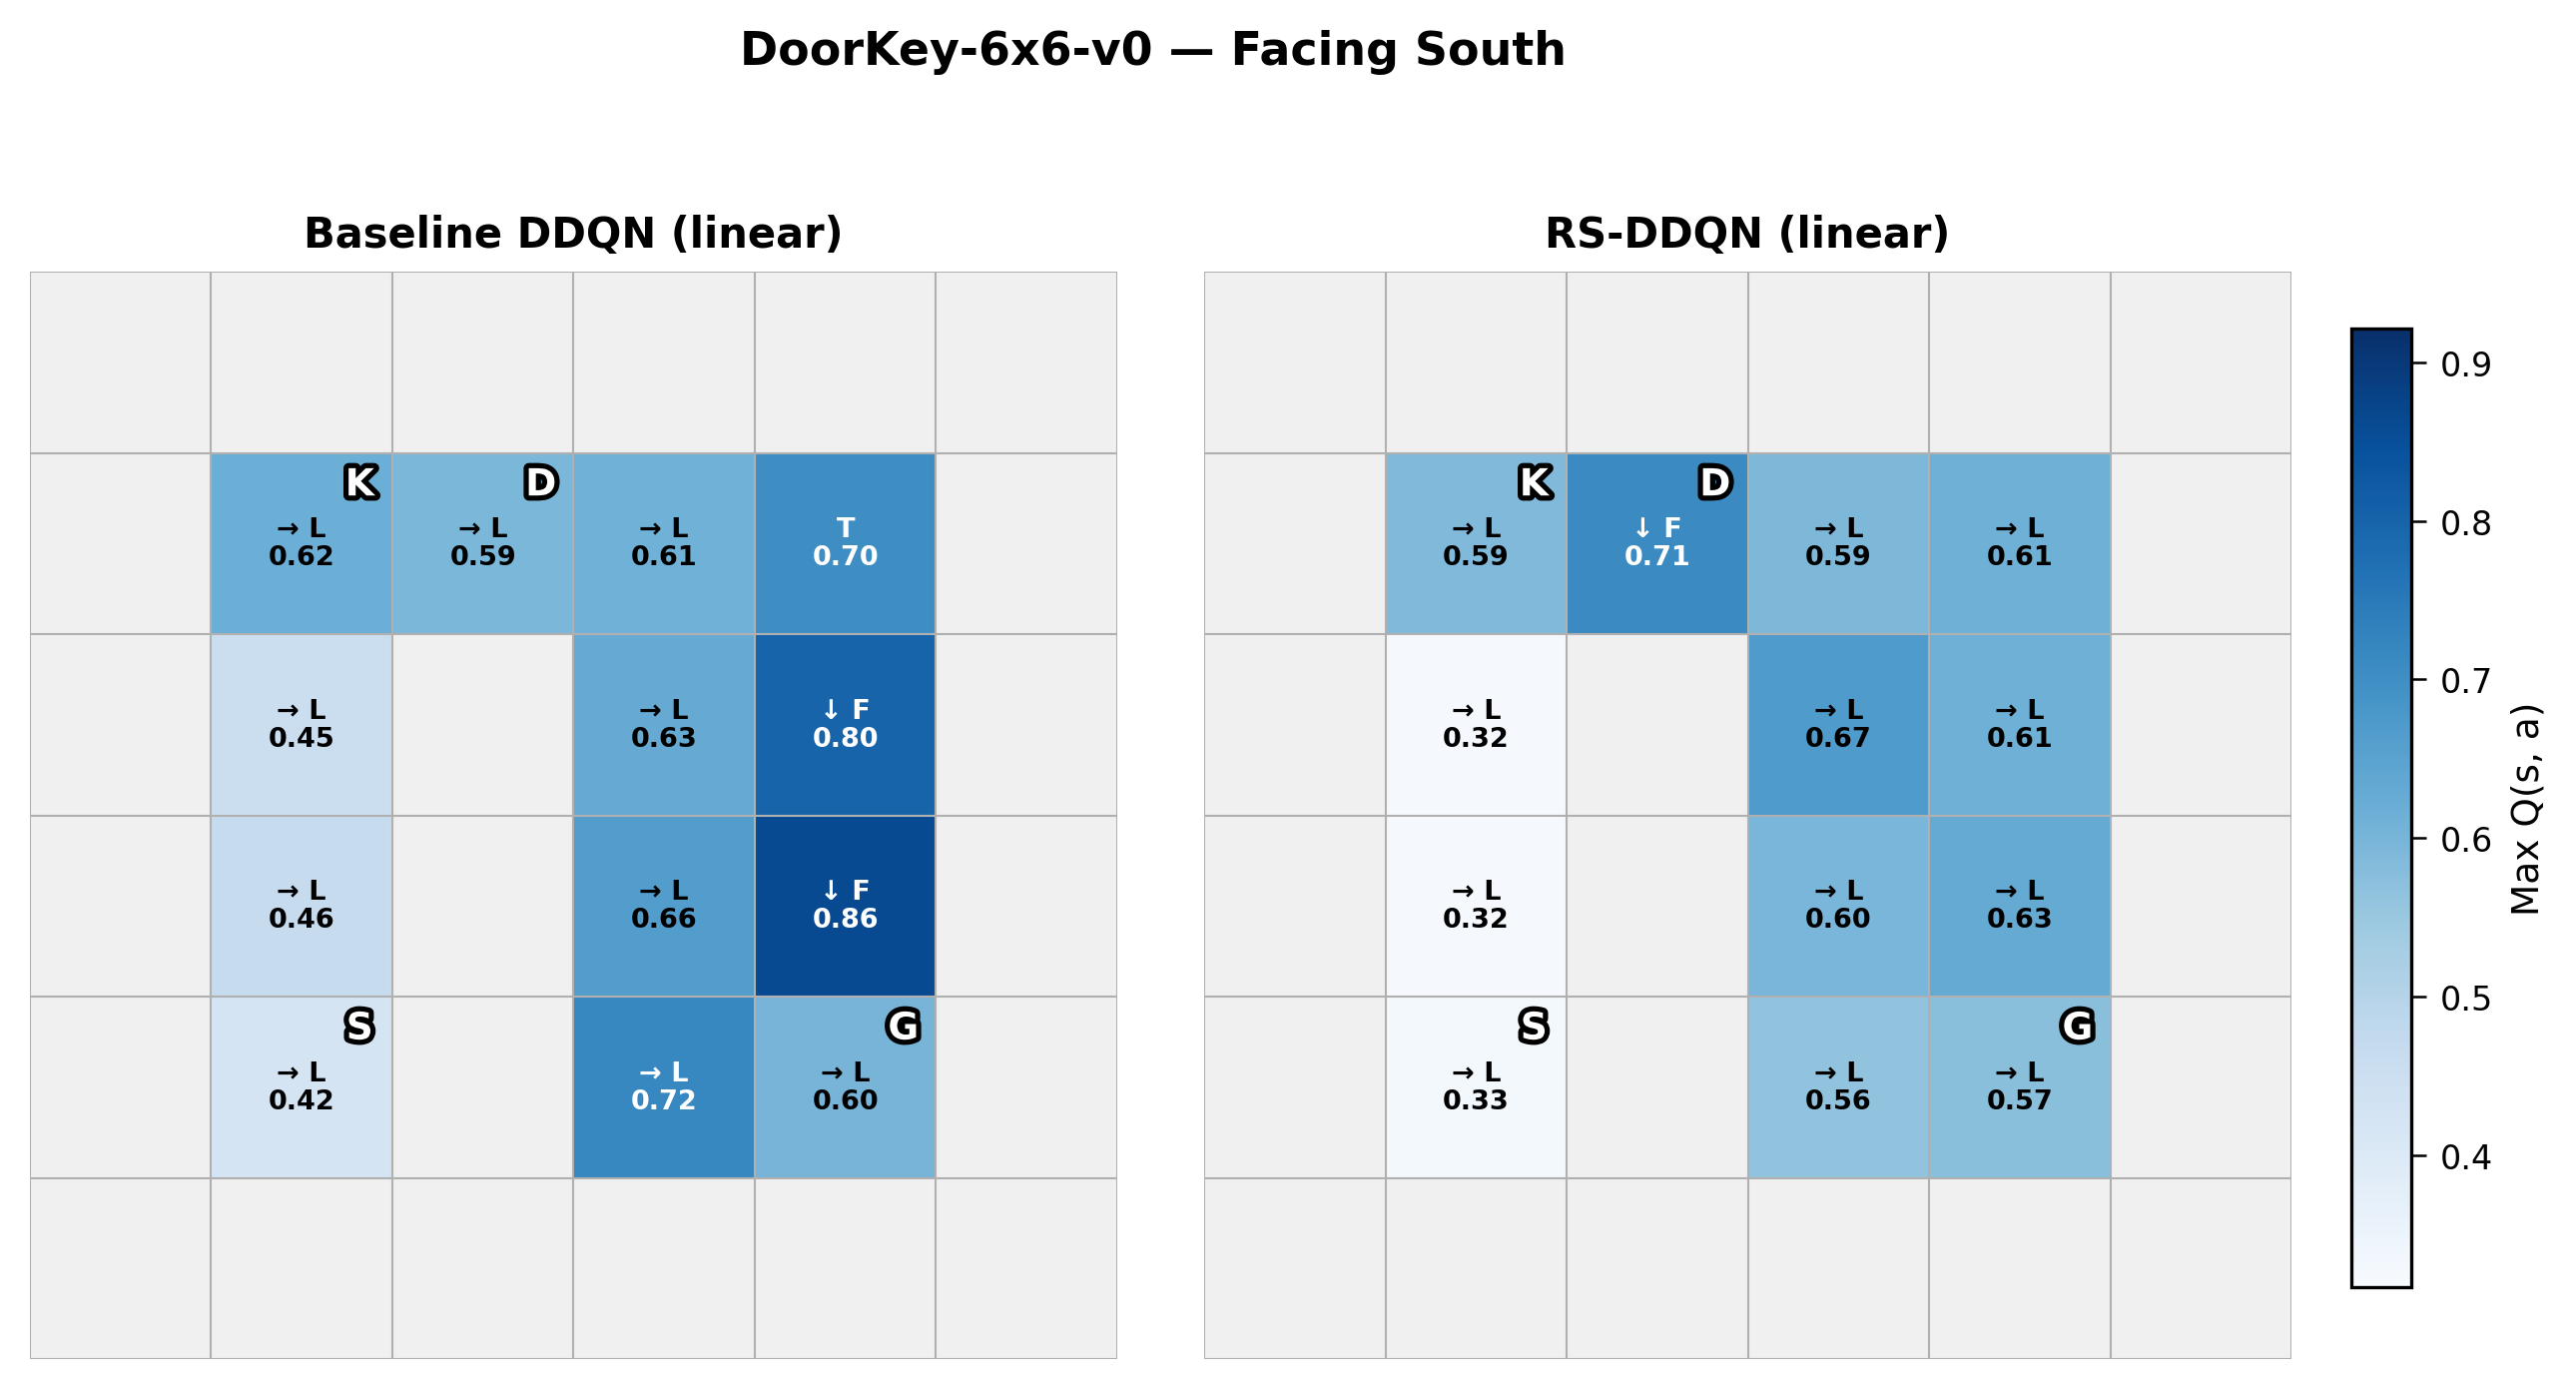 DoorKey-6x6-v0 — Facing South
Baseline DDQN (linear)
K
→ L
0.62
D
→ L
0.59
→ L
0.61
T
0.70
→ L
0.45
→ L
0.63
↓ F
0.80
→ L
0.46
→ L
0.66
↓ F
0.86
S
→ L
0.42
→ L
0.72
G
→ L
0.60
RS-DDQN (linear)
K
→ L
0.59
D
↓ F
0.71
→ L
0.59
→ L
0.61
→ L
0.32
→ L
0.67
→ L
0.61
→ L
0.32
→ L
0.60
→ L
0.63
S
→ L
0.33
→ L
0.56
G
→ L
0.57
0.9
0.8
0.7
0.6
0.5
0.4
Max Q(s, a)